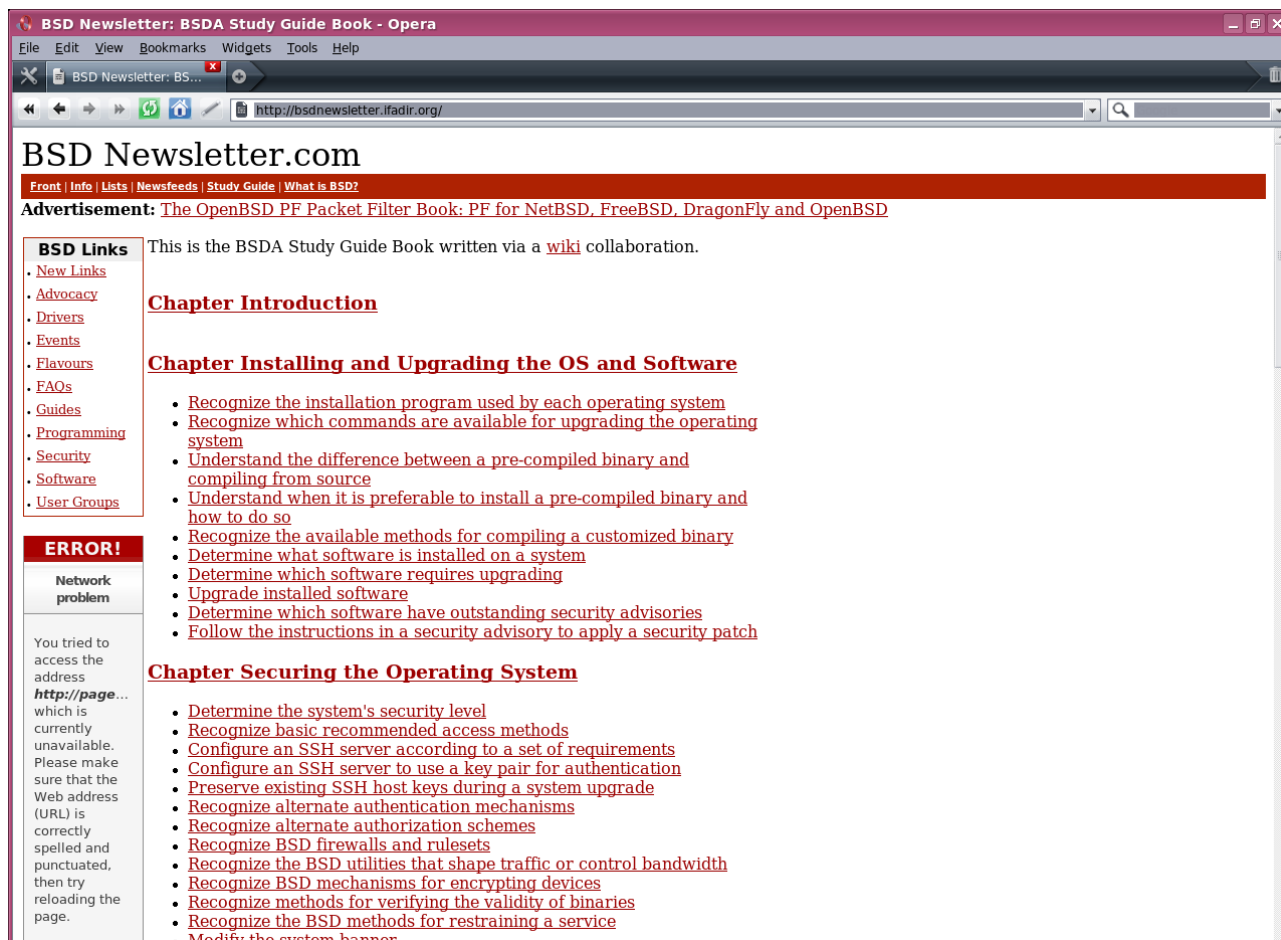 BSD Newsletter: BSDA Study Guide Book - Opera
File Edit View Bookmarks Widgets Tools Help
BSD Newsletter: BS...
http://bsdnewsletter.ifadir.org/
BSD Newsletter.com
Front | Info | Lists | Newsfeeds | Study Guide | What is BSD?
Advertisement: The OpenBSD PF Packet Filter Book: PF for NetBSD, FreeBSD, DragonFly and OpenBSD
BSD Links
• New Links
• Advocacy
• Drivers
• Events
• Flavours
• FAQs
• Guides
• Programming
• Security
• Software
• User Groups
ERROR!
Network
problem
You tried to
access the
address
http://page...
which is
currently
unavailable.
Please make
sure that the
Web address
(URL) is
correctly
spelled and
punctuated,
then try
reloading the
page.
This is the BSDA Study Guide Book written via a wiki collaboration.
Chapter Introduction
Chapter Installing and Upgrading the OS and Software
• Recognize the installation program used by each operating system
• Recognize which commands are available for upgrading the operating
system
• Understand the difference between a pre-compiled binary and
compiling from source
• Understand when it is preferable to install a pre-compiled binary and
how to do so
• Recognize the available methods for compiling a customized binary
• Determine what software is installed on a system
• Determine which software requires upgrading
• Upgrade installed software
• Determine which software have outstanding security advisories
• Follow the instructions in a security advisory to apply a security patch
Chapter Securing the Operating System
• Determine the system's security level
• Recognize basic recommended access methods
• Configure an SSH server according to a set of requirements
• Configure an SSH server to use a key pair for authentication
• Preserve existing SSH host keys during a system upgrade
• Recognize alternate authentication mechanisms
• Recognize alternate authorization schemes
• Recognize BSD firewalls and rulesets
• Recognize the BSD utilities that shape traffic or control bandwidth
• Recognize BSD mechanisms for encrypting devices
• Recognize methods for verifying the validity of binaries
• Recognize the BSD methods for restraining a service
• Modify the system banner